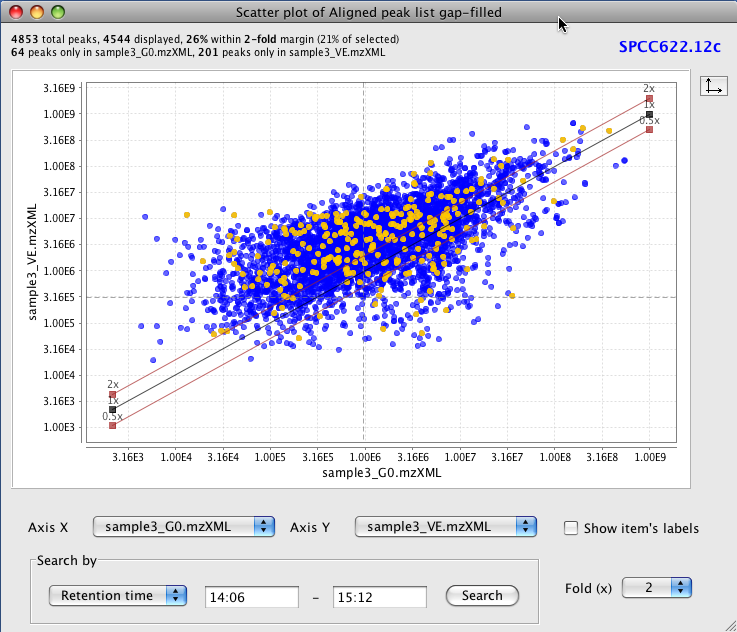 Scatter plot of Aligned peak list gap-filled
4853 total peaks, 4544 displayed, 26% within 2-fold margin (21% of selected)
64 peaks only in sample3_G0.mzXML, 201 peaks only in sample3_VE.mzXML
SPCC622.12c
3.16E9
1.00E9
3.16E8
1.00E8
3.16E7
1.00E7
3.16E6
1.00E6
3.16E5
1.00E5
3.16E4
1.00E4
3.16E3
1.00E3
sample3_VE.mzXML
2x
1x
0.5x
2x
1x
0.5x
3.16E3 1.00E4 3.16E4 1.00E5 3.16E5 1.00E6 3.16E6 1.00E7 3.16E7 1.00E8 3.16E8 1.00E9
sample3_G0.mzXML
Axis X sample3_G0.mzXML Axis Y sample3_VE.mzXML Show item's labels
Search by
Retention time 14:06 – 15:12 Search
Fold (x) 2